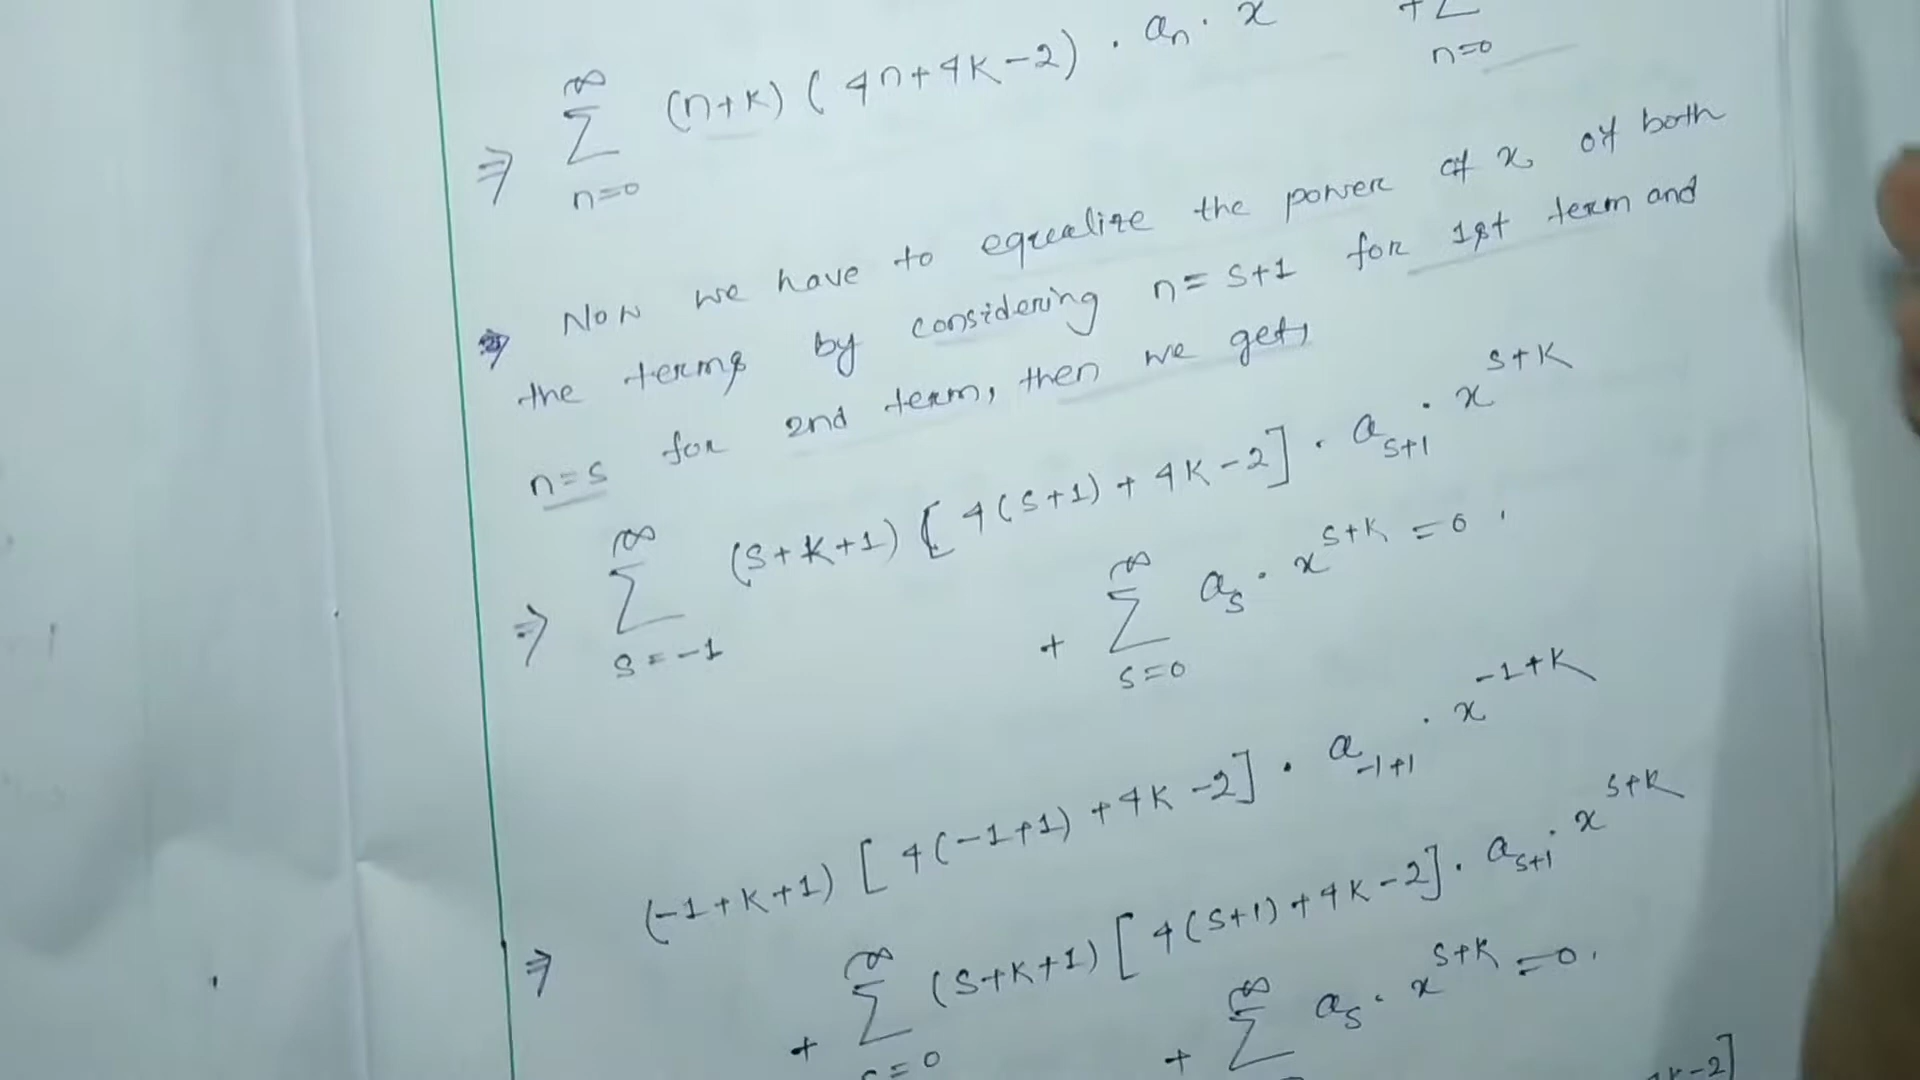 ⇒ ∞ Σ n=0 (n+k) (4n+4k-2) · aₙ · x + Σ n=0
⇒ Now we have to equalize the power of x of both
the terms by considering n = s+1 for 1st term and
n=s for 2nd term, then we get,
⇒ ∞ Σ s=-1 (s+k+1) [4(s+1) + 4k-2] · a_{s+1} · x^{s+k}
+ ∞ Σ s=0 a_s · x^{s+k} = 0.
⇒ (-1+k+1) [4(-1+1) + 4k-2] · a_{-1+1} · x^{-1+k}
+ ∞ Σ s=0 (s+k+1) [4(s+1) + 4k-2] · a_{s+1} · x^{s+k}
+ ∞ Σ a_s · x^{s+k} = 0.
k-2]